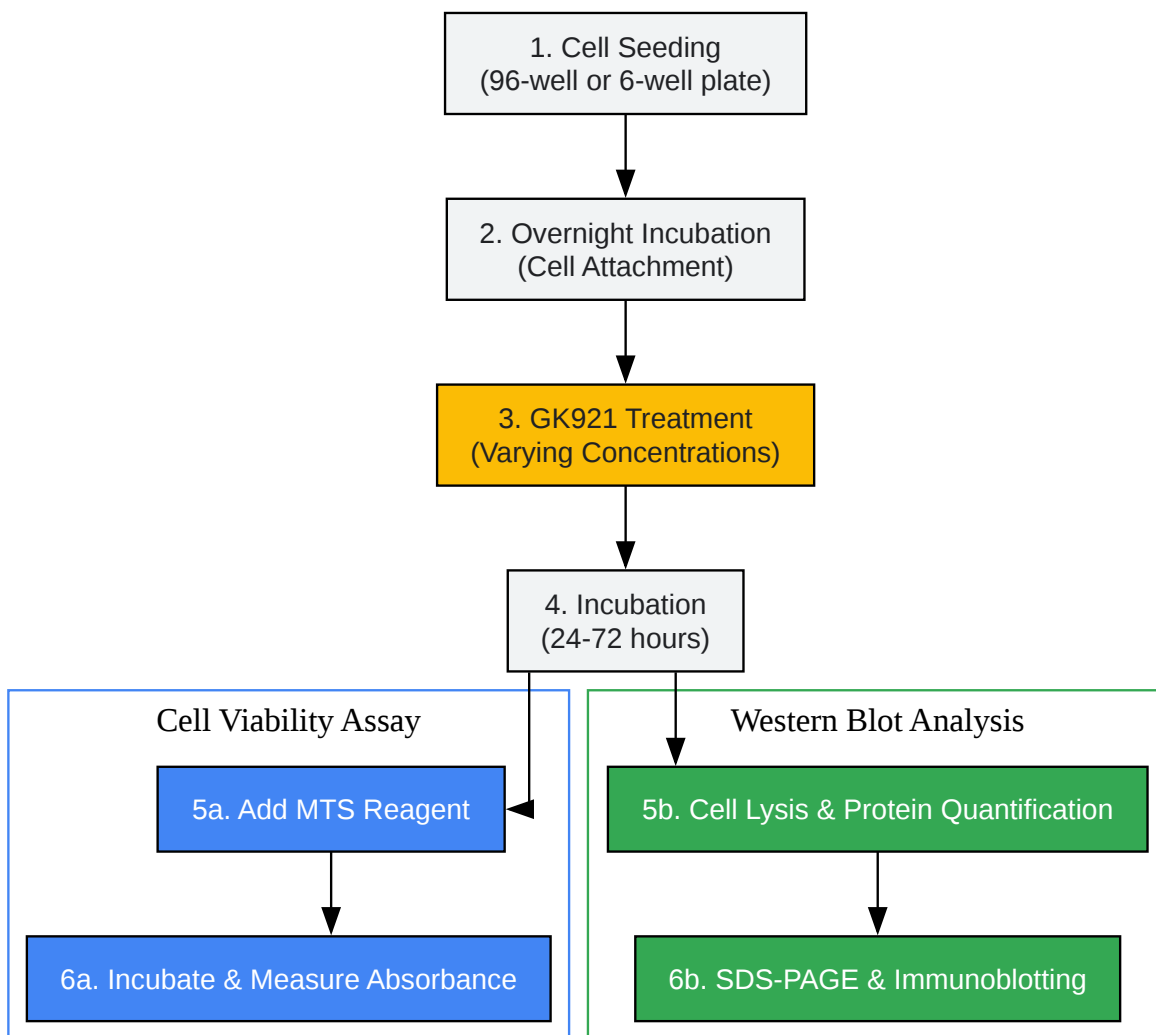 1. Cell Seeding
(96-well or 6-well plate)
2. Overnight Incubation
(Cell Attachment)
3. GK921 Treatment
(Varying Concentrations)
4. Incubation
(24-72 hours)
Cell Viability Assay
5a. Add MTS Reagent
6a. Incubate & Measure Absorbance
Western Blot Analysis
5b. Cell Lysis & Protein Quantification
6b. SDS-PAGE & Immunoblotting